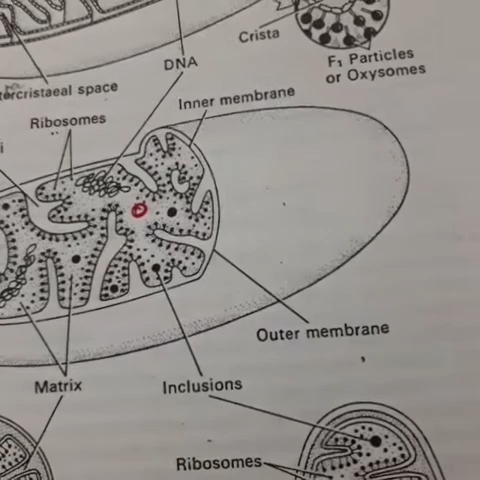 DNA
Crista
F₁ Particles
or Oxysomes
tercristaeal space
Inner membrane
Ribosomes
i
Outer membrane
Matrix
Inclusions
Ribosomes